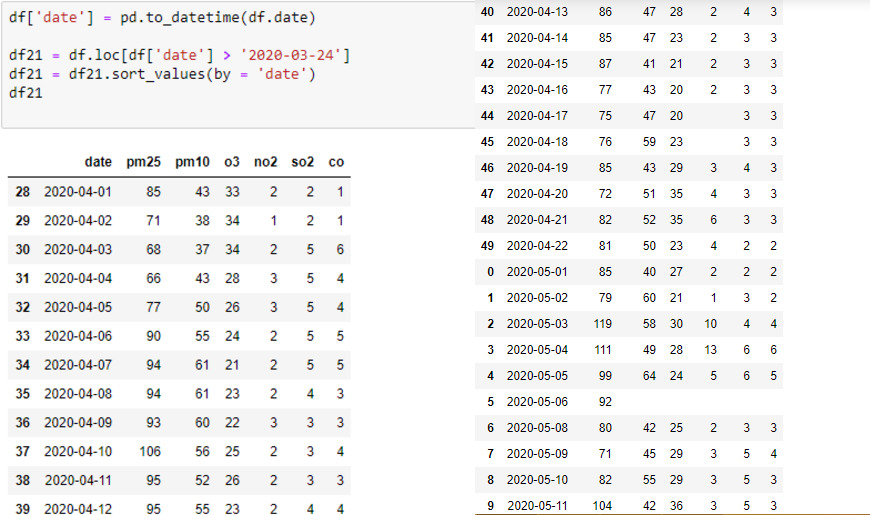 df['date'] = pd.to_datetime(df.date)
df21 = df.loc[df['date'] > '2020-03-24']
df21 = df21.sort_values(by = 'date')
df21
date pm25 pm10 o3 no2 so2 co
28 2020-04-01 85 43 33 2 2 1
29 2020-04-02 71 38 34 1 2 1
30 2020-04-03 68 37 34 2 5 6
31 2020-04-04 66 43 28 3 5 4
32 2020-04-05 77 50 26 3 5 4
33 2020-04-06 90 55 24 2 5 5
34 2020-04-07 94 61 21 2 5 5
35 2020-04-08 94 61 23 2 4 3
36 2020-04-09 93 60 22 3 3 3
37 2020-04-10 106 56 25 2 3 4
38 2020-04-11 95 52 26 2 3 3
39 2020-04-12 95 55 23 2 4 4
40 2020-04-13 86 47 28 2 4 3
41 2020-04-14 85 47 23 2 3 3
42 2020-04-15 87 41 21 2 3 3
43 2020-04-16 77 43 20 2 3 3
44 2020-04-17 75 47 20 3 3
45 2020-04-18 76 59 23 3 3
46 2020-04-19 85 43 29 3 4 3
47 2020-04-20 72 51 35 4 3 3
48 2020-04-21 82 52 35 6 3 3
49 2020-04-22 81 50 23 4 2 2
0 2020-05-01 85 40 27 2 2 2
1 2020-05-02 79 60 21 1 3 2
2 2020-05-03 119 58 30 10 4 4
3 2020-05-04 111 49 28 13 6 6
4 2020-05-05 99 64 24 5 6 5
5 2020-05-06 92
6 2020-05-08 80 42 25 2 3 3
7 2020-05-09 71 45 29 3 5 4
8 2020-05-10 82 55 29 3 5 3
9 2020-05-11 104 42 36 3 5 3